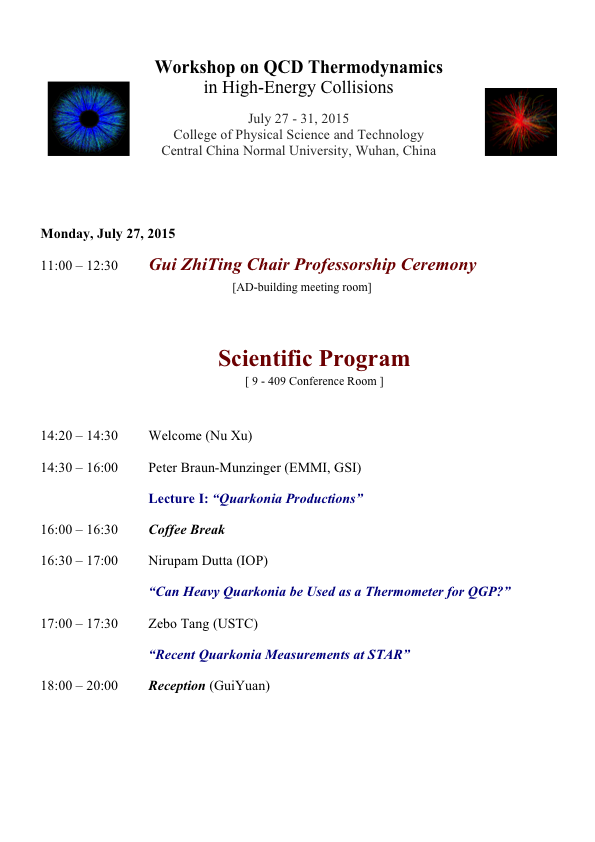 Workshop on QCD Thermodynamics
in High-Energy Collisions
July 27 - 31, 2015
College of Physical Science and Technology
Central China Normal University, Wuhan, China
Monday, July 27, 2015
11:00 – 12:30 Gui ZhiTing Chair Professorship Ceremony
[AD-building meeting room]
Scientific Program
[ 9 - 409 Conference Room ]
14:20 – 14:30 Welcome (Nu Xu)
14:30 – 16:00 Peter Braun-Munzinger (EMMI, GSI)
Lecture I: “Quarkonia Productions”
16:00 – 16:30 Coffee Break
16:30 – 17:00 Nirupam Dutta (IOP)
“Can Heavy Quarkonia be Used as a Thermometer for QGP?”
17:00 – 17:30 Zebo Tang (USTC)
“Recent Quarkonia Measurements at STAR”
18:00 – 20:00 Reception (GuiYuan)